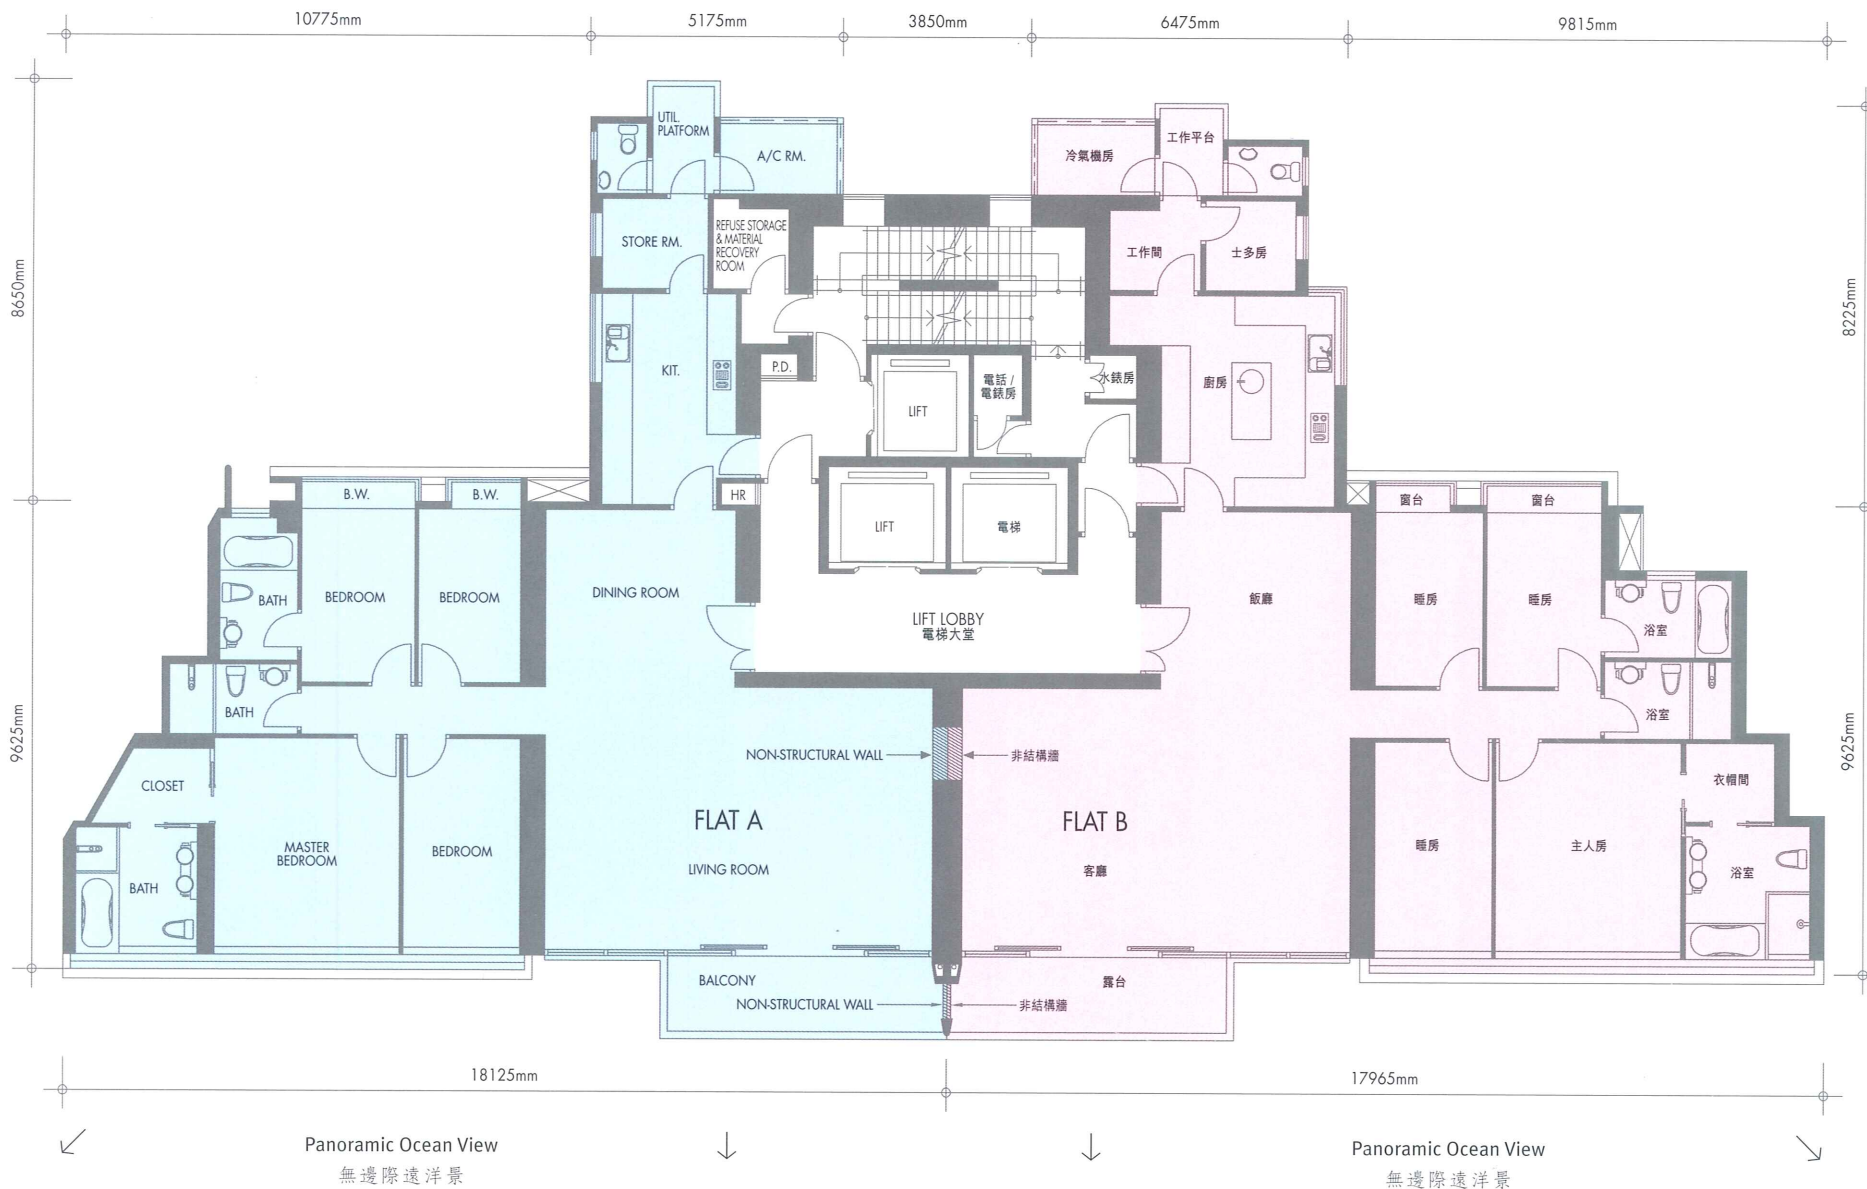 10775mm
5175mm
3850mm
6475mm
9815mm
8650mm
9625mm
8225mm
9625mm
UTIL.
PLATFORM
A/C RM.
STORE RM.
REFUSE STORAGE
& MATERIAL
RECOVERY
ROOM
KIT.
P.D.
HR
LIFT
LIFT
電梯
電話 /
電錶房
水錶房
LIFT LOBBY
電梯大堂
B.W.
B.W.
BATH
BEDROOM
BEDROOM
DINING ROOM
BATH
CLOSET
MASTER
BEDROOM
BEDROOM
BATH
NON-STRUCTURAL WALL
FLAT A
LIVING ROOM
BALCONY
NON-STRUCTURAL WALL
冷氣機房
工作平台
工作間
士多房
廚房
窗台
窗台
飯廳
睡房
睡房
浴室
浴室
非結構牆
FLAT B
客廳
睡房
主人房
衣帽間
浴室
露台
非結構牆
18125mm
17965mm
Panoramic Ocean View
無邊際遠洋景
Panoramic Ocean View
無邊際遠洋景